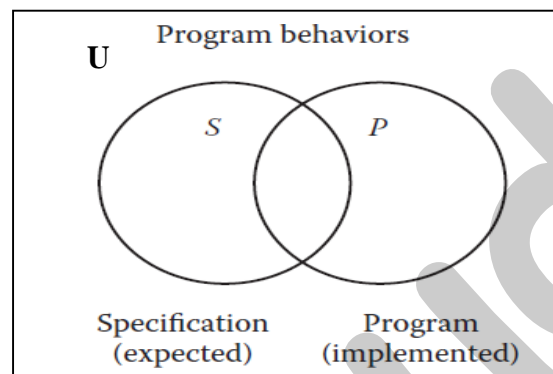 Program behaviors
U
S P
Specification Program
(expected) (implemented)